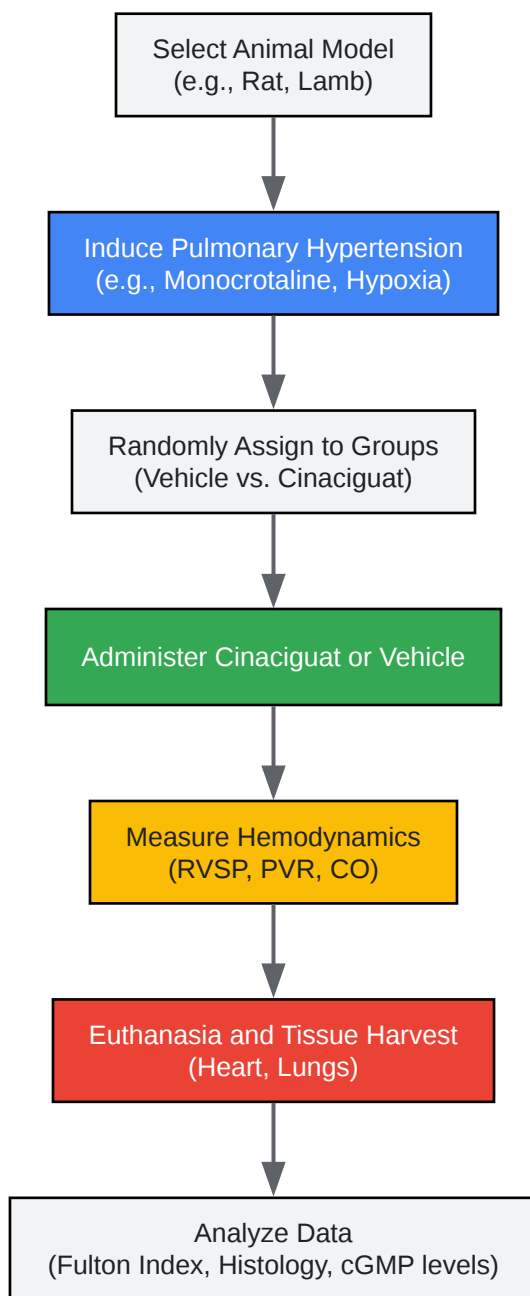 Select Animal Model
(e.g., Rat, Lamb)
Induce Pulmonary Hypertension
(e.g., Monocrotaline, Hypoxia)
Randomly Assign to Groups
(Vehicle vs. Cinaciguat)
Administer Cinaciguat or Vehicle
Measure Hemodynamics
(RVSP, PVR, CO)
Euthanasia and Tissue Harvest
(Heart, Lungs)
Analyze Data
(Fulton Index, Histology, cGMP levels)